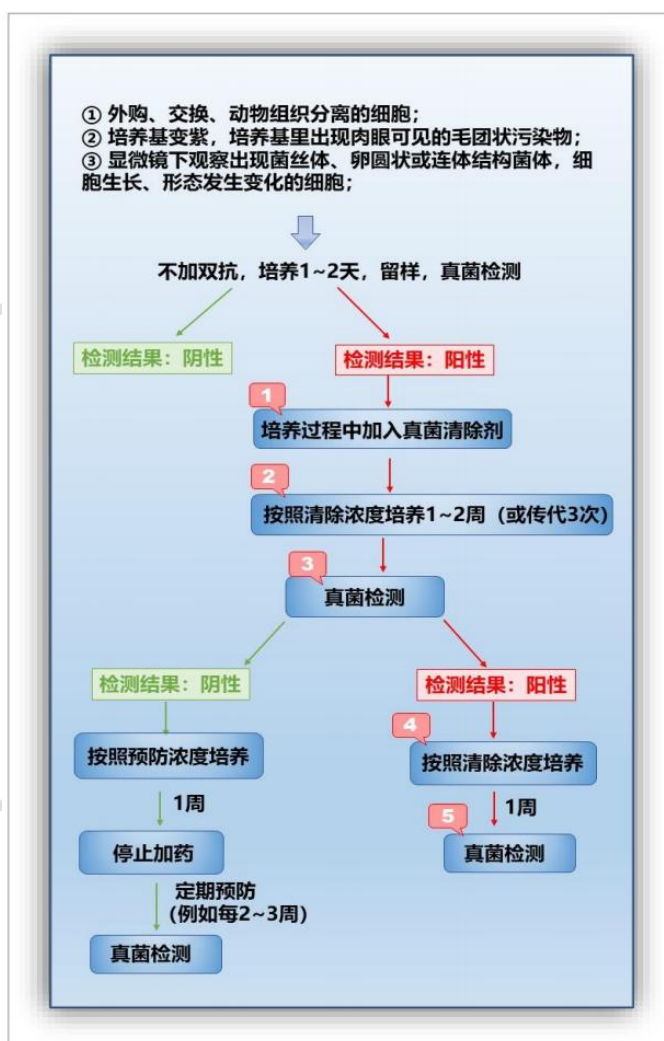 ① 外购、交换、动物组织分离的细胞；
② 培养基变紫，培养基里出现肉眼可见的毛团状污染物；
③ 显微镜下观察出现菌丝体、卵圆状或连体结构菌体，细
胞生长、形态发生变化的细胞；
不加双抗，培养1~2天，留样，真菌检测
检测结果：阴性
检测结果：阳性
1
培养过程中加入真菌清除剂
2
按照清除浓度培养1~2周（或传代3次）
3
真菌检测
检测结果：阴性
检测结果：阳性
按照预防浓度培养
4
按照清除浓度培养
1周
1周
5
停止加药
真菌检测
定期预防
（例如每2~3周）
真菌检测